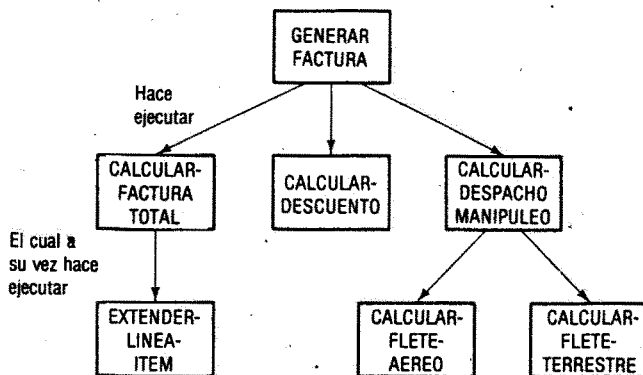 GENERAR
FACTURA
Hace
ejecutar
CALCULAR-
FACTURA
TOTAL
CALCULAR-
DESCUENTO
CALCULAR-
DESPACHO
MANIPULEO
El cual a
su vez hace
ejecutar
EXTENDER-
LINEA-
ITEM
CALCULAR-
FLETE-
AEREO
CALCULAR-
FLETE-
TERRESTRE